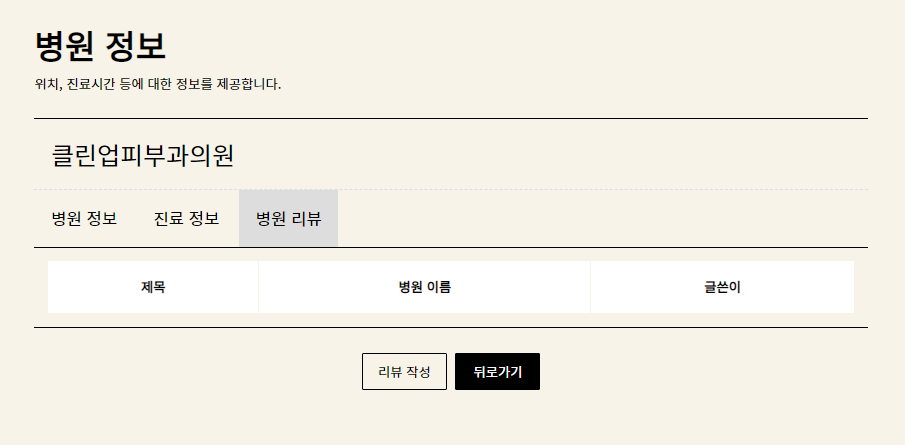 병원 정보
위치, 진료시간 등에 대한 정보를 제공합니다.
클린업피부과의원
병원 정보 진료 정보 병원 리뷰
제목 병원 이름 글쓴이
리뷰 작성 뒤로가기